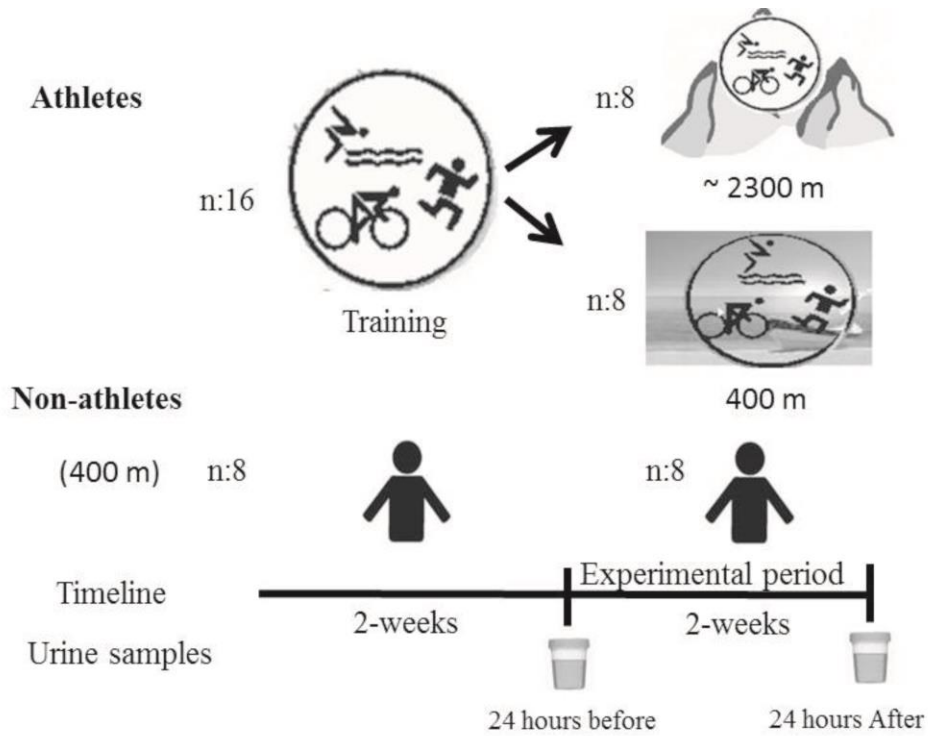 Athletes
n:8
~ 2300 m
n:16
n:8
Training
400 m
Non-athletes
(400 m)
n:8
n:8
Experimental period
Timeline
2-weeks
2-weeks
Urine samples
24 hours before
24 hours After